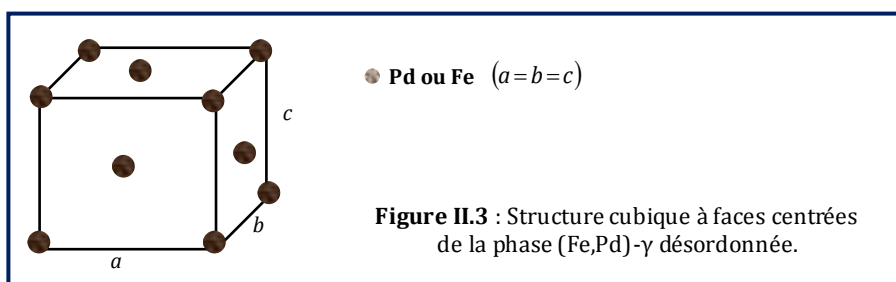 Pd ou Fe (a=b=c)
c
b
a
Figure II.3 : Structure cubique à faces centrées
de la phase (Fe,Pd)-γ désordonnée.